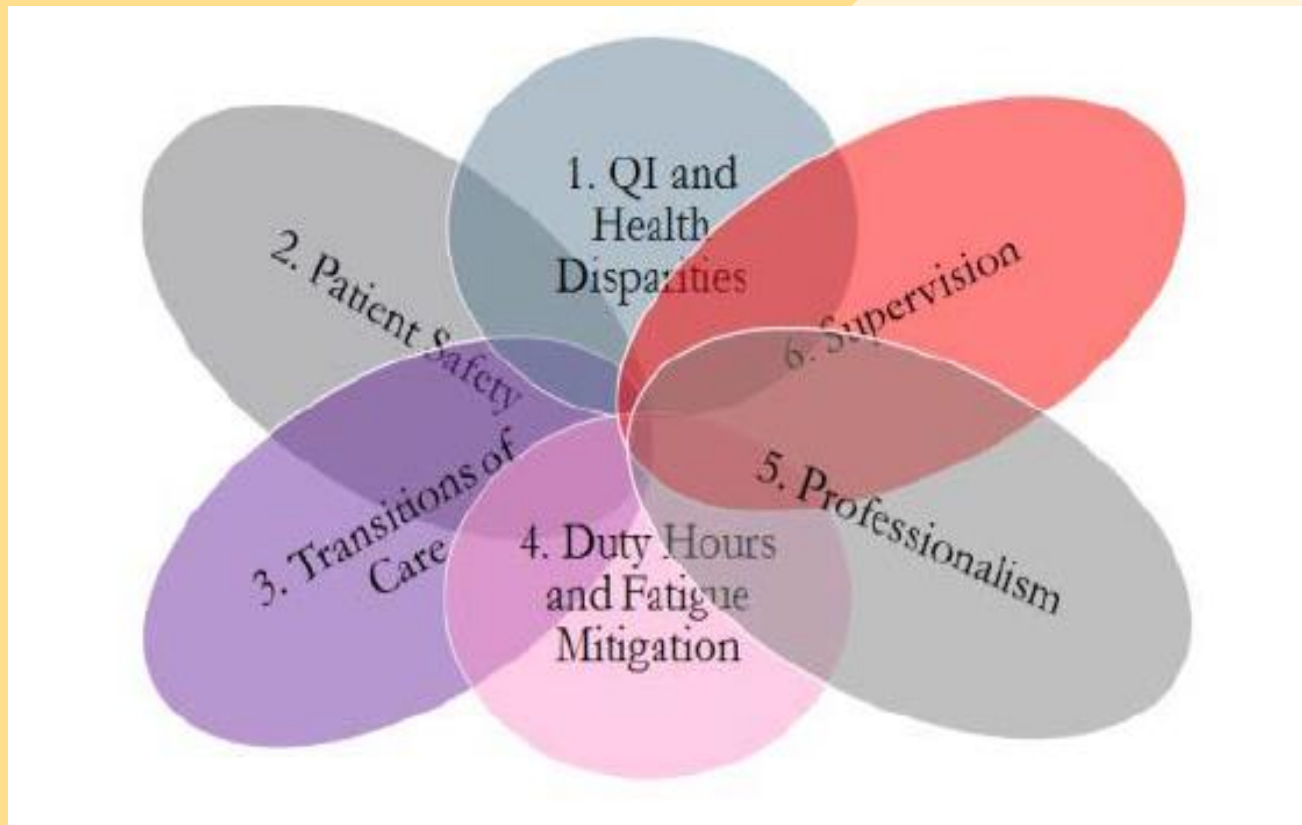 1. QI and
Health
Disparities
2. Patient Safety
3. Transitions of
Care
4. Duty Hours
and Fatigue
Mitigation
5. Professionalism
6. Supervision